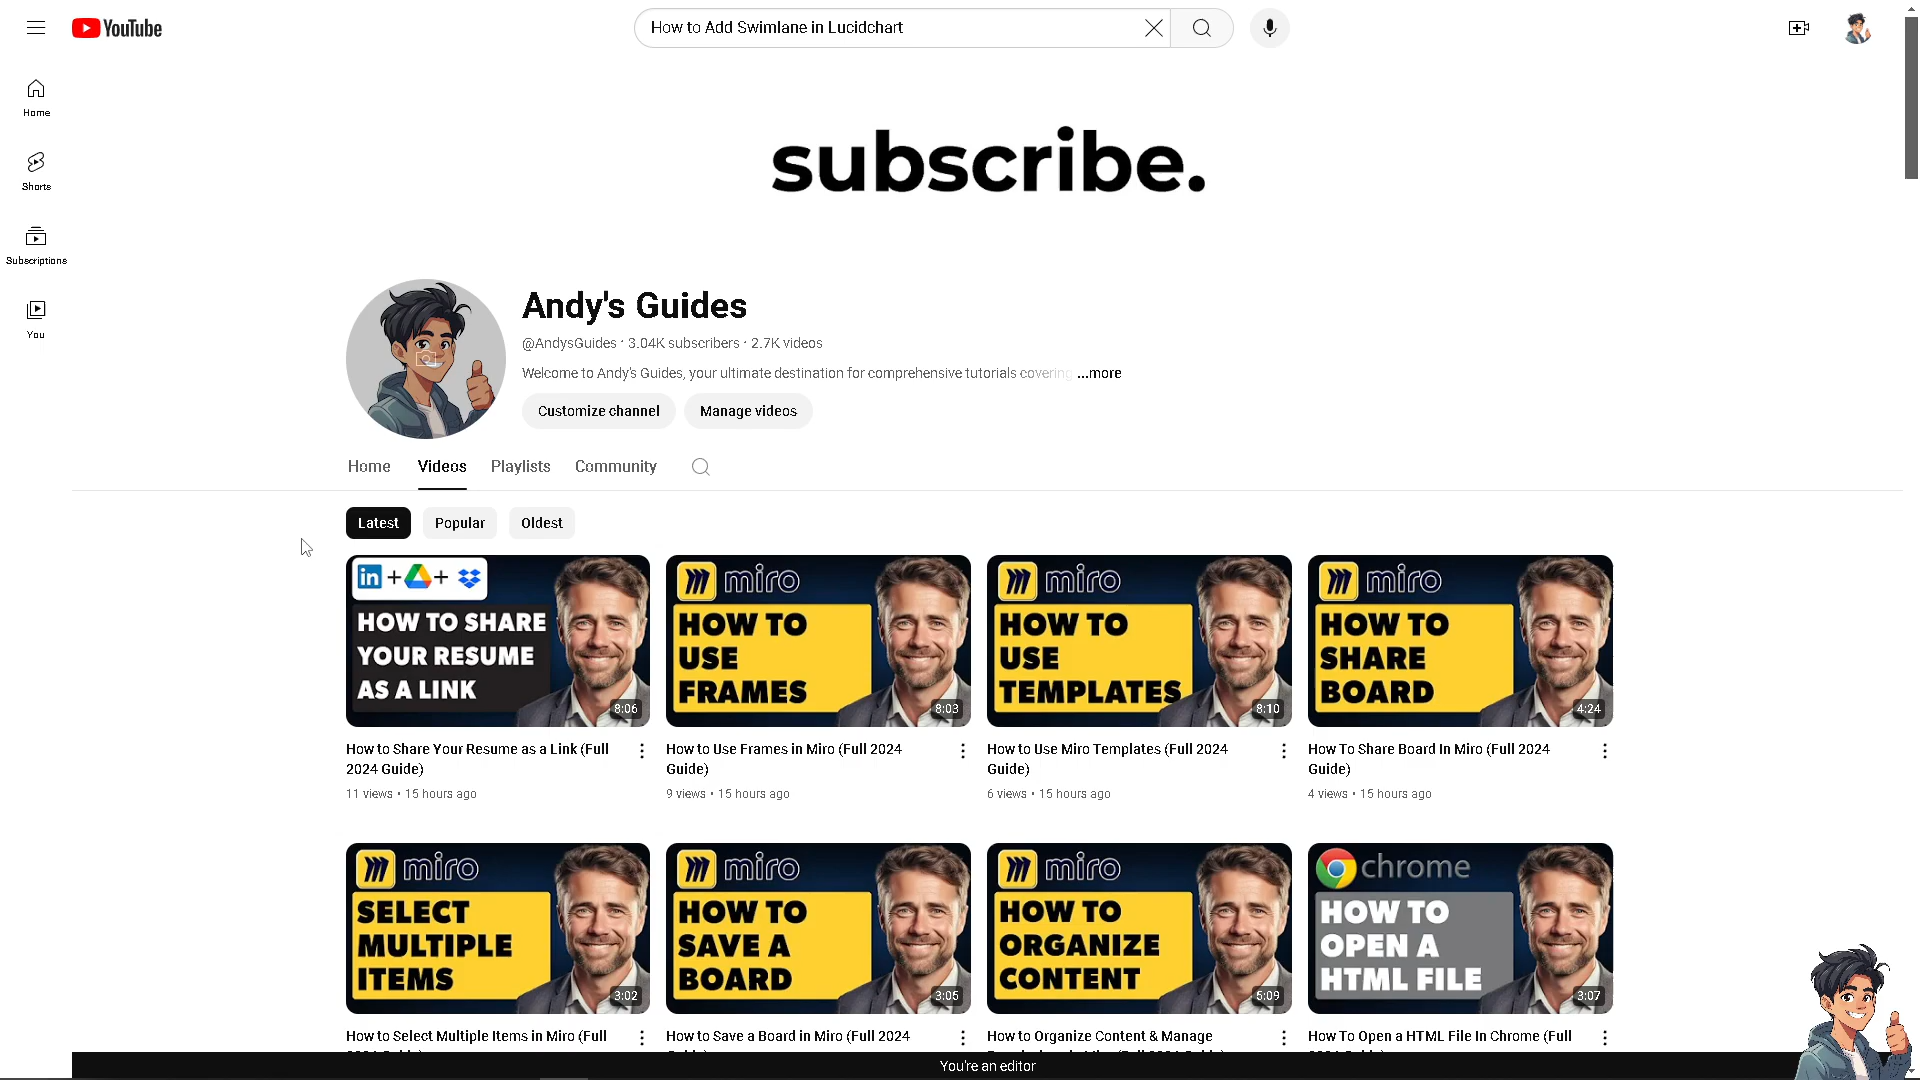 YouTube
How to Add Swimlane in Lucidchart
Home
Shorts
Subscriptions
You
subscribe.
Andy's Guides
@AndysGuides · 3.04K subscribers · 2.7K videos
Welcome to Andy's Guides, your ultimate destination for comprehensive tutorials covering ...more
Customize channel Manage videos
Home Videos Playlists Community
Latest Popular Oldest
in + +
HOW TO SHARE
YOUR RESUME
AS A LINK
8:06
miro
HOW TO
USE
FRAMES
8:03
miro
HOW TO
USE
TEMPLATES
8:10
miro
HOW TO
SHARE
BOARD
4:24
How to Share Your Resume as a Link (Full
2024 Guide)
11 views • 15 hours ago
How to Use Frames in Miro (Full 2024
Guide)
9 views • 15 hours ago
How to Use Miro Templates (Full 2024
Guide)
6 views • 15 hours ago
How To Share Board In Miro (Full 2024
Guide)
4 views • 15 hours ago
miro
SELECT
MULTIPLE
ITEMS
3:02
miro
HOW TO
SAVE A
BOARD
3:05
miro
HOW TO
ORGANIZE
CONTENT
5:09
chrome
HOW TO
OPEN A
HTML FILE
3:07
How to Select Multiple Items in Miro (Full
How to Save a Board in Miro (Full 2024
How to Organize Content & Manage
How To Open a HTML File In Chrome (Full
You're an editor